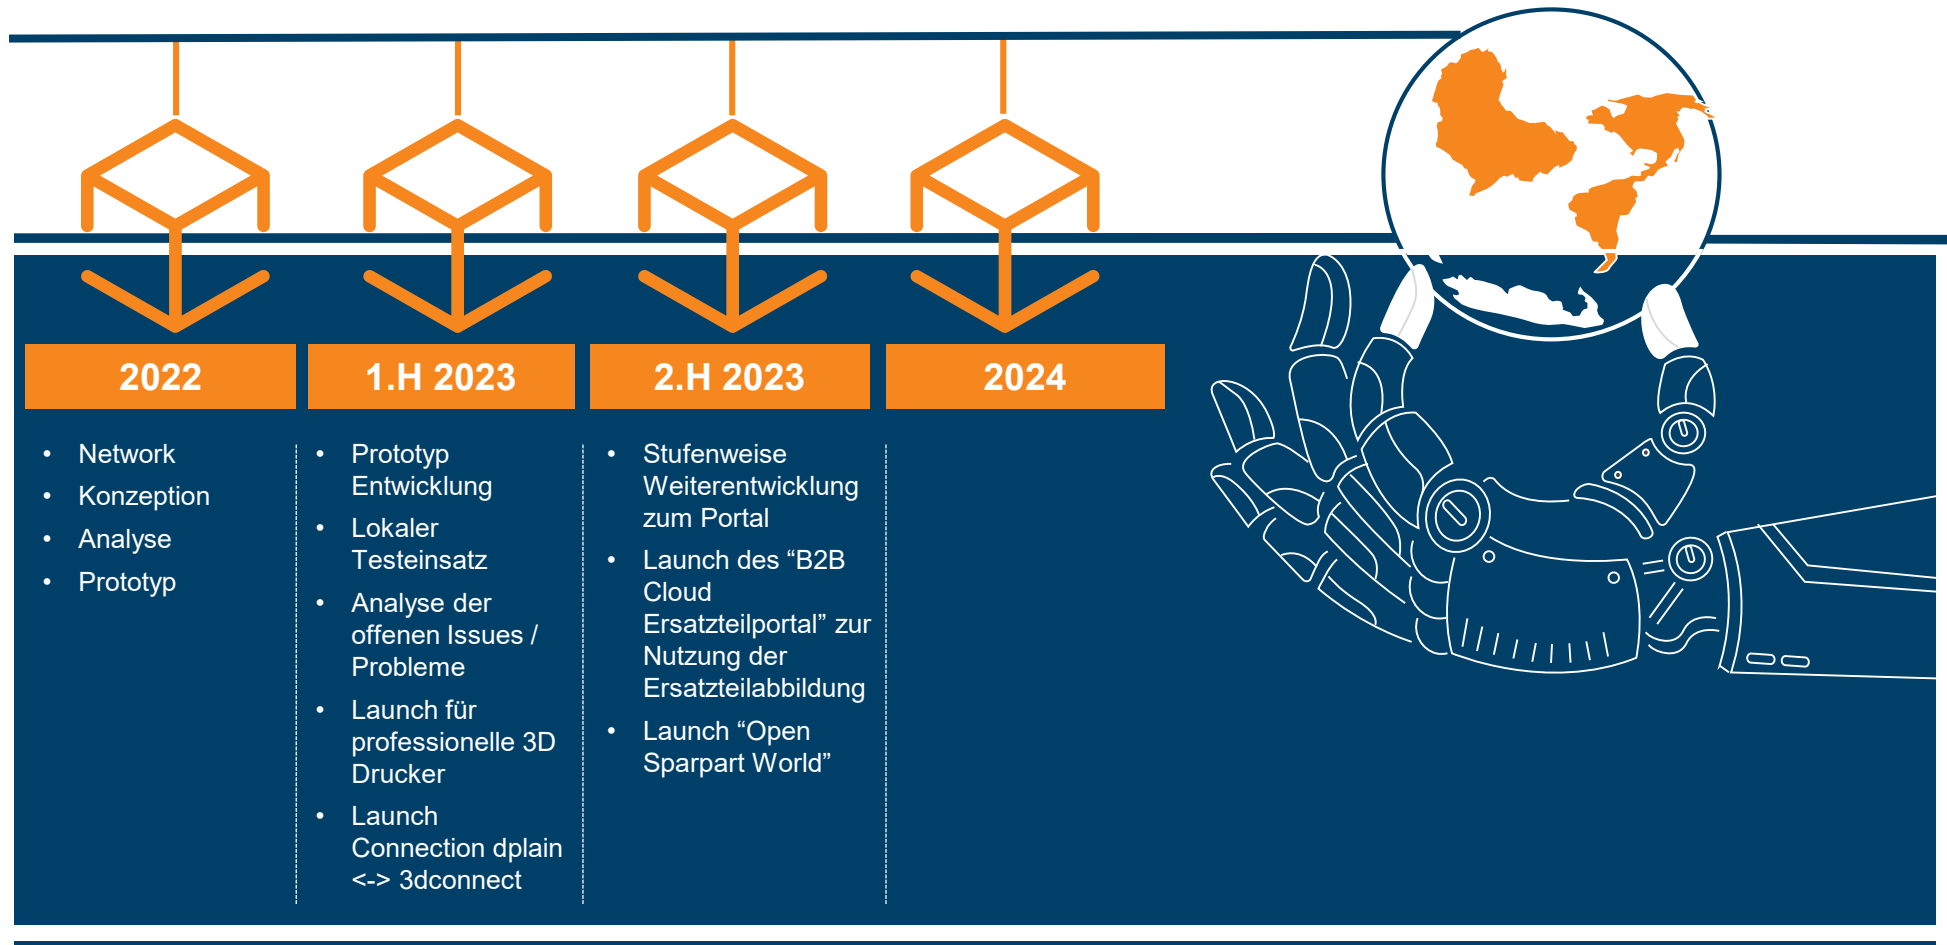 2022
1.H 2023
2.H 2023
2024
• Network
• Konzeption
• Analyse
• Prototyp
• Prototyp
Entwicklung
• Lokaler
Testeinsatz
• Analyse der
offenen Issues /
Probleme
• Launch für
professionelle 3D
Drucker
• Launch
Connection dplain
<-> 3dconnect
• Stufenweise
Weiterentwicklung
zum Portal
• Launch des “B2B
Cloud
Ersatzteilportal” zur
Nutzung der
Ersatzteilabbildung
• Launch “Open
Sparpart World”